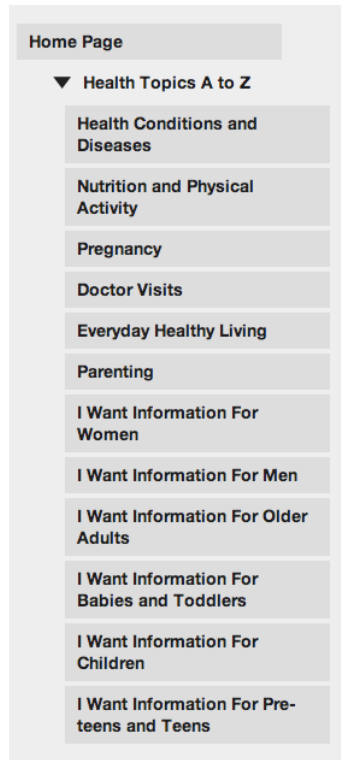 Home Page
Health Topics A to Z
Health Conditions and
Diseases
Nutrition and Physical
Activity
Pregnancy
Doctor Visits
Everyday Healthy Living
Parenting
I Want Information For
Women
I Want Information For Men
I Want Information For Older
Adults
I Want Information For
Babies and Toddlers
I Want Information For
Children
I Want Information For Pre-
teens and Teens